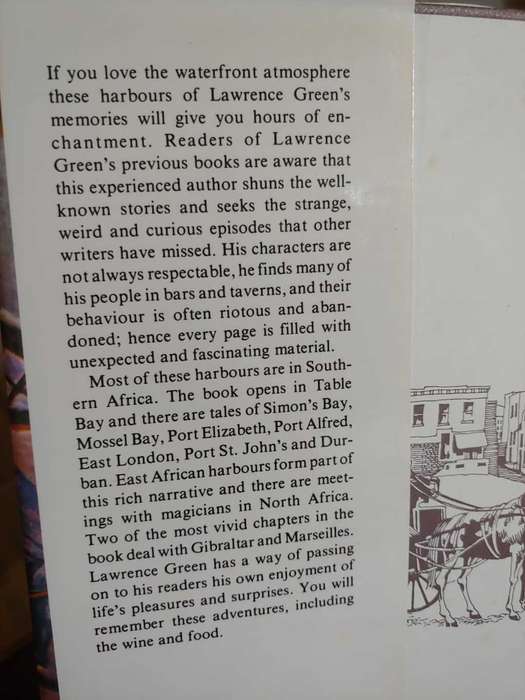 If you love the waterfront atmosphere
these harbours of Lawrence Green's
memories will give you hours of en-
chantment. Readers of Lawrence
Green's previous books are aware that
this experienced author shuns the well-
known stories and seeks the strange,
weird and curious episodes that other
writers have missed. His characters are
not always respectable, he finds many of
his people in bars and taverns, and their
behaviour is often riotous and aban-
doned; hence every page is filled with
unexpected and fascinating material.
Most of these harbours are in South-
ern Africa. The book opens in Table
Bay and there are tales of Simon's Bay,
Mossel Bay, Port Elizabeth, Port Alfred,
East London, Port St. John's and Dur-
ban. East African harbours form part of
this rich narrative and there are meet-
ings with magicians in North Africa.
Two of the most vivid chapters in the
book deal with Gibraltar and Marseilles.
Lawrence Green has a way of passing
on to his readers his own enjoyment of
life's pleasures and surprises. You will
remember these adventures, including
the wine and food.